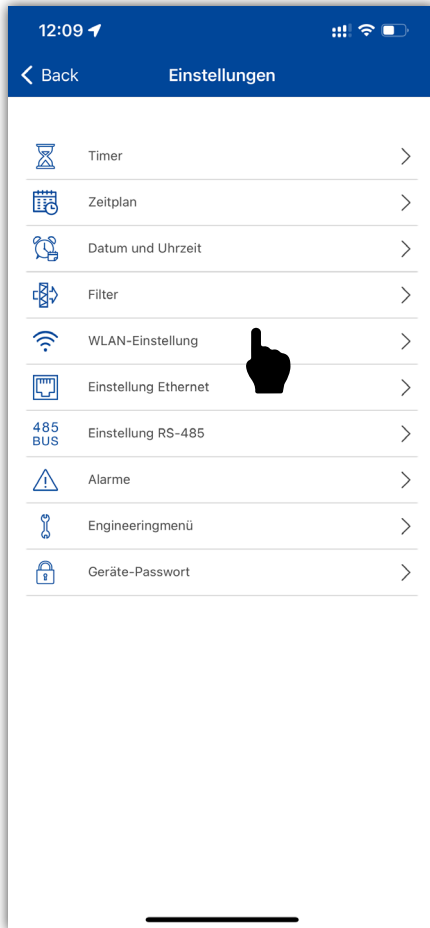 12:09
Back
Einstellungen
Timer
Zeitplan
Datum und Uhrzeit
Filter
WLAN-Einstellung
Einstellung Ethernet
485
BUS
Einstellung RS-485
Alarme
Engineeringmenü
Geräte-Passwort